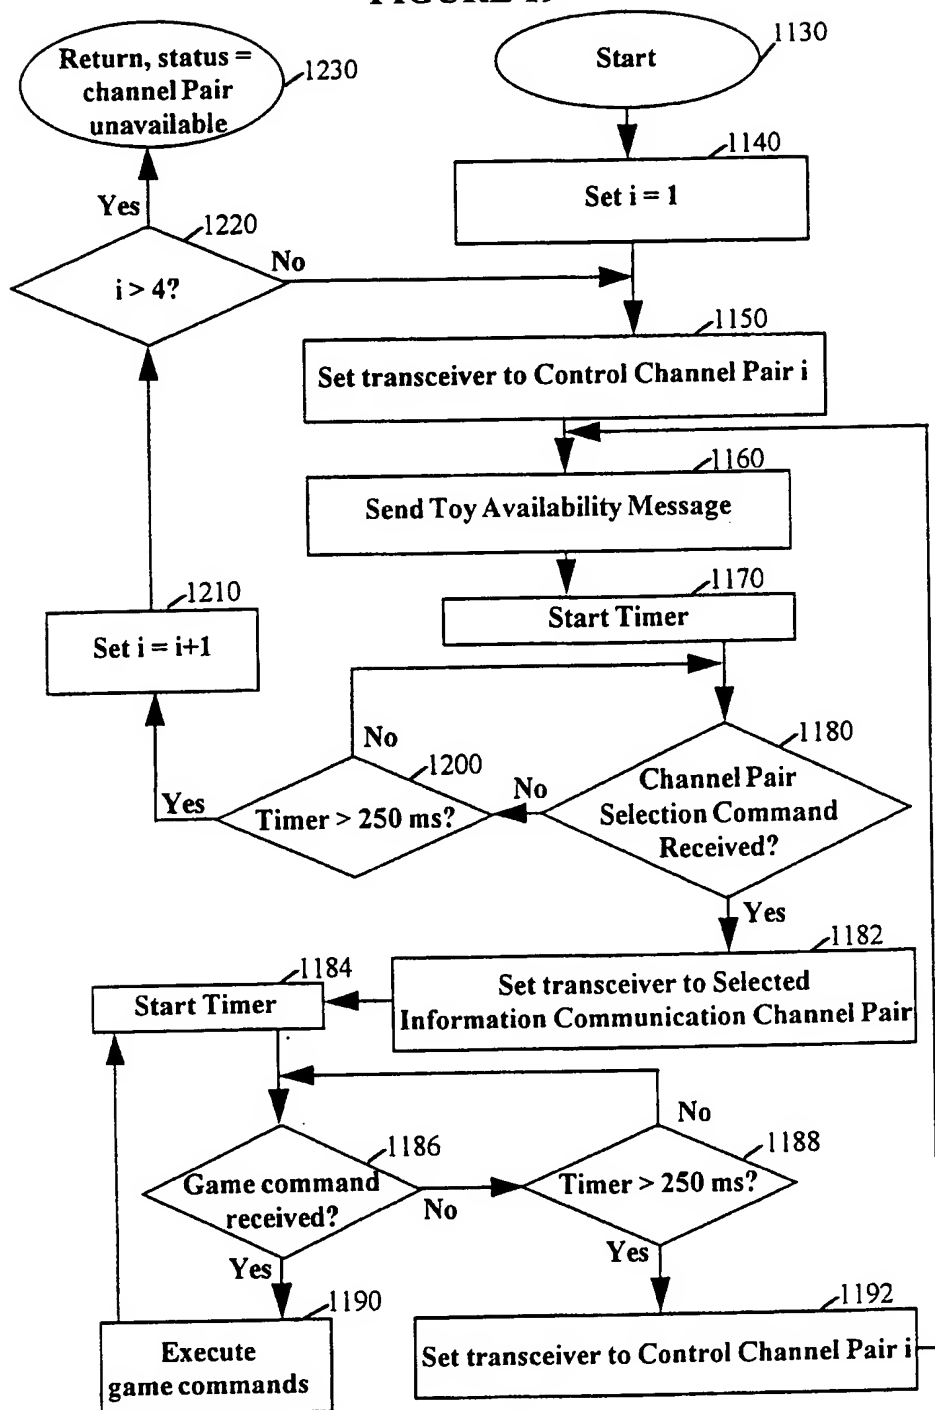 Return, status =
channel Pair
unavailable
1230
Start
1130
1140
Set i = 1
Yes
1220
No
i > 4?
1150
Set transceiver to Control Channel Pair i
1160
Send Toy Availability Message
1170
Start Timer
1210
Set i = i+1
No
1200
Timer > 250 ms?
Yes
No
1180
Channel Pair
Selection Command
Received?
Yes
1182
Set transceiver to Selected
Information Communication Channel Pair
1184
Start Timer
1186
Game command
received?
No
No
1188
Timer > 250 ms?
Yes
Yes
1190
Execute
game commands
1192
Set transceiver to Control Channel Pair i